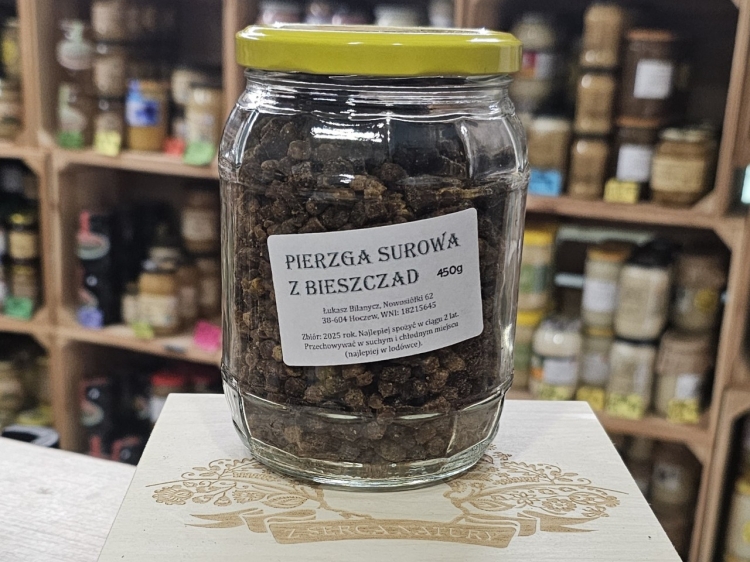 PIERZGA SUROWA
Z BIESZCZAD 450g
Łukasz Bilanycz, Nowosiółki 62
38-604 Hoczew, WNI: 18215645
Zbiór: 2025 rok. Najlepiej spożyć w ciągu 2 lat.
Przechowywać w suchym i chłodnym miejscu
(najlepiej w lodówce).
Z SERCA NATURY